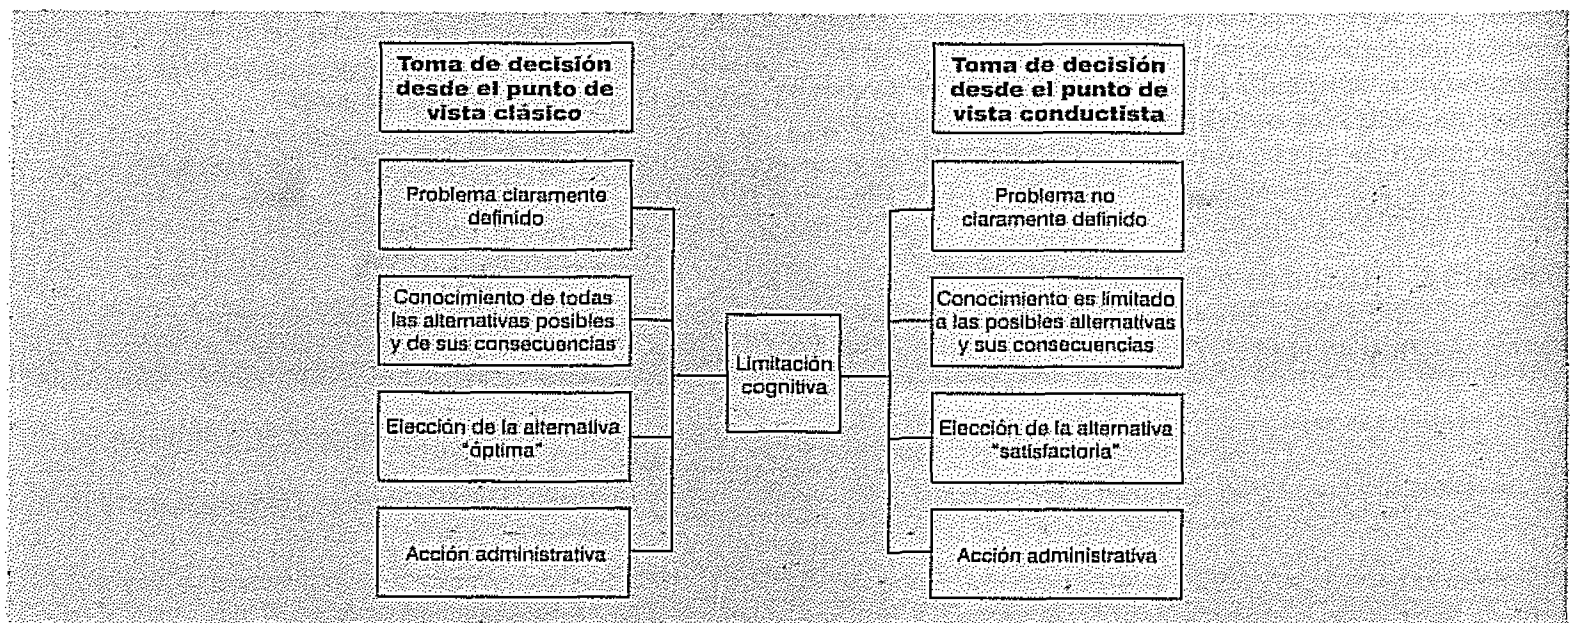 Toma de decisión
desde el punto de
vista clásico
Problema claramente
definido
Conocimiento de todas
las alternativas posibles
y de sus consecuencias
Elección de la alternativa
"óptima"
Acción administrativa
Limitación
cognitiva
Toma de decisión
desde el punto de
vista conductista
Problema no
claramente definido
Conocimiento es limitado
a las posibles alternativas
y sus consecuencias
Elección de la alternativa
"satisfactoria"
Acción administrativa